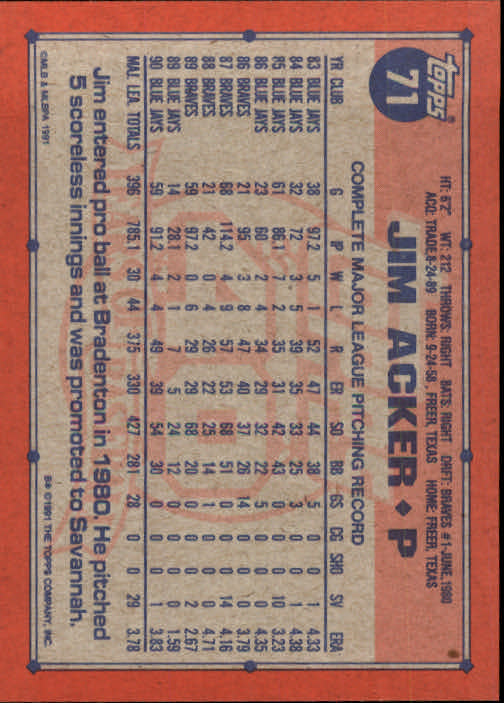 topps
71
HT: 6'2" WT: 212 THROWS: RIGHT BATS: RIGHT DRFT: BRAVES #1-JUNE, 1980
ACQ: TRADE, 8-24-89 BORN: 9-24-58, FREER, TEXAS HOME: FREER, TEXAS
JIM ACKER ♦ P
COMPLETE MAJOR LEAGUE PITCHING RECORD
YR CLUB G IP W L R ER SO BB GS CG SHO SV ERA
83 BLUE JAYS 38 97.2 5 1 52 47 44 38 5 0 0 1 4.33
84 BLUE JAYS 32 72 3 5 39 35 33 25 3 0 0 1 4.38
85 BLUE JAYS 61 86.1 7 2 35 31 42 43 0 0 0 10 3.23
86 BLUE JAYS 23 60 2 4 34 29 32 22 5 0 0 0 4.35
86 BRAVES 21 95 3 8 47 40 37 26 14 0 0 0 3.79
87 BRAVES 68 114.2 4 9 57 53 68 51 0 0 0 14 4.16
88 BRAVES 21 42 0 4 26 22 25 14 1 0 0 0 4.71
89 BRAVES 59 97.2 0 6 29 29 68 20 0 0 0 2 2.67
89 BLUE JAYS 14 28.1 2 1 7 5 24 12 0 0 0 0 1.59
90 BLUE JAYS 59 91.2 4 4 49 39 54 30 0 0 0 1 3.83
MAJ. LEA. TOTALS 396 785.1 30 44 375 330 427 281 28 0 0 29 3.78
Jim entered pro ball at Bradenton in 1980. He pitched
5 scoreless innings and was promoted to Savannah.
©MLB & MLBPA 1991
B* ©1991 THE TOPPS COMPANY, INC.